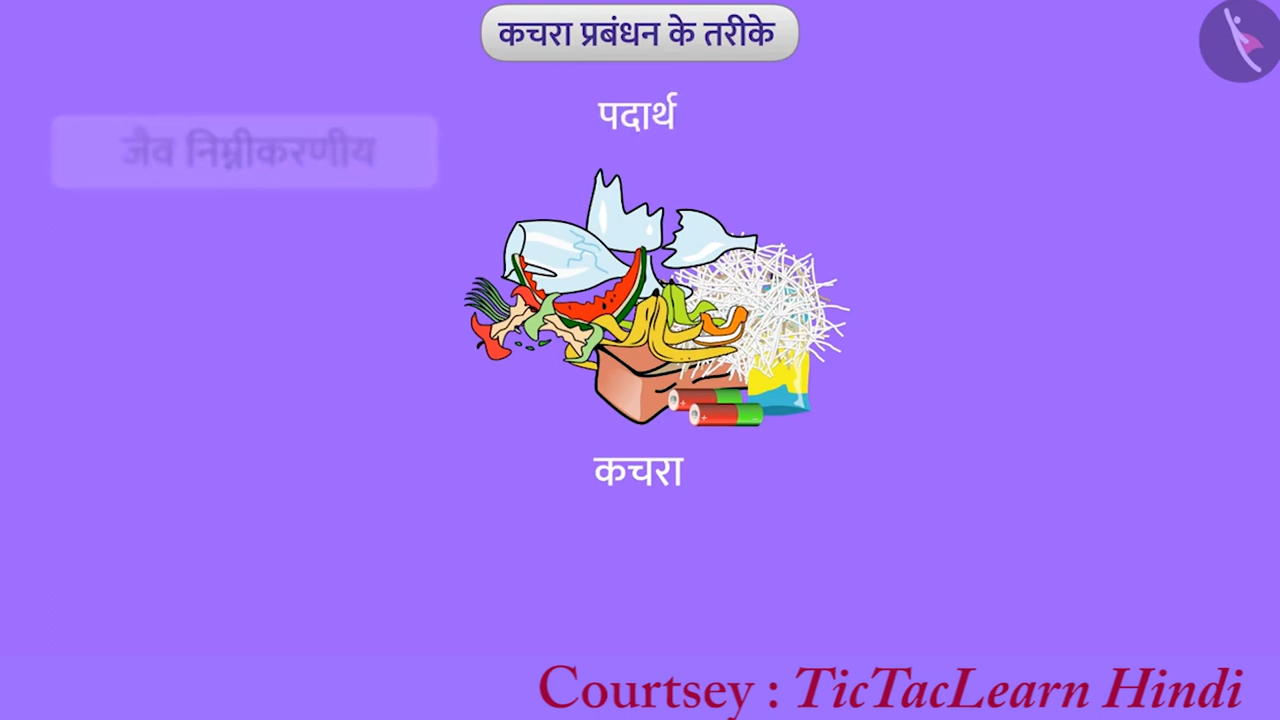 कचरा प्रबंधन के तरीके
पदार्थ
जैव निम्नीकरणीय
कचरा
Courtsey : TicTacLearn Hindi